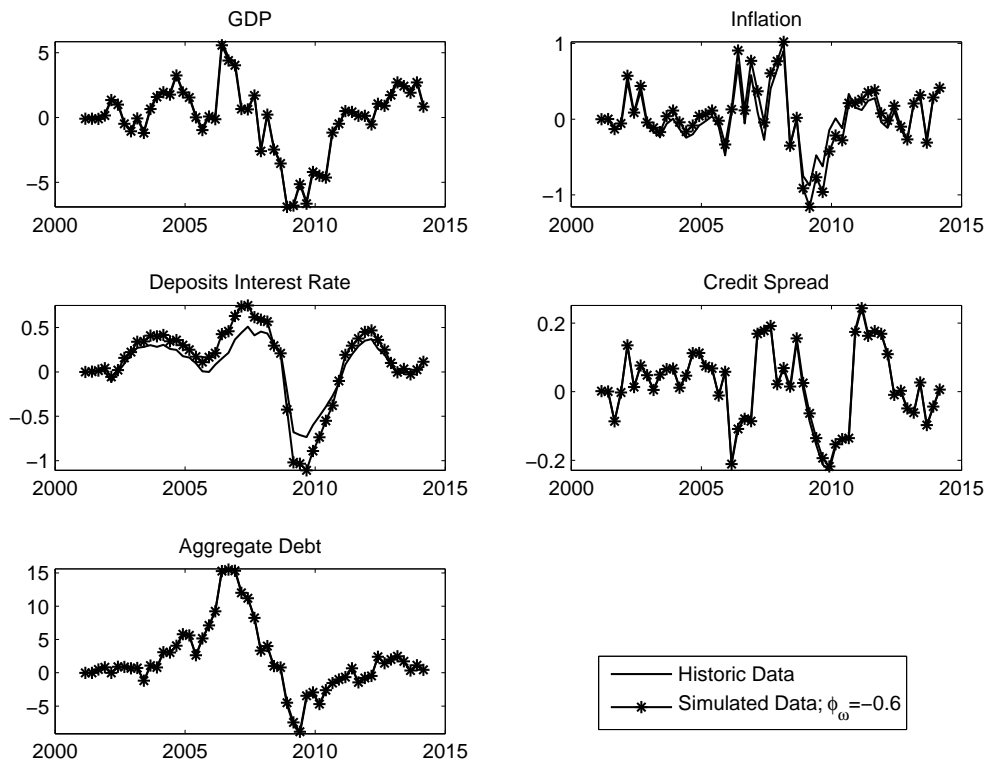 GDP
5
0
−5
2000 2005 2010 2015
Inflation
1
0
−1
2000 2005 2010 2015
Deposits Interest Rate
0.5
0
−0.5
−1
2000 2005 2010 2015
Credit Spread
0.2
0
−0.2
2000 2005 2010 2015
Aggregate Debt
15
10
5
0
−5
2000 2005 2010 2015
Historic Data
Simulated Data; ϕω=−0.6